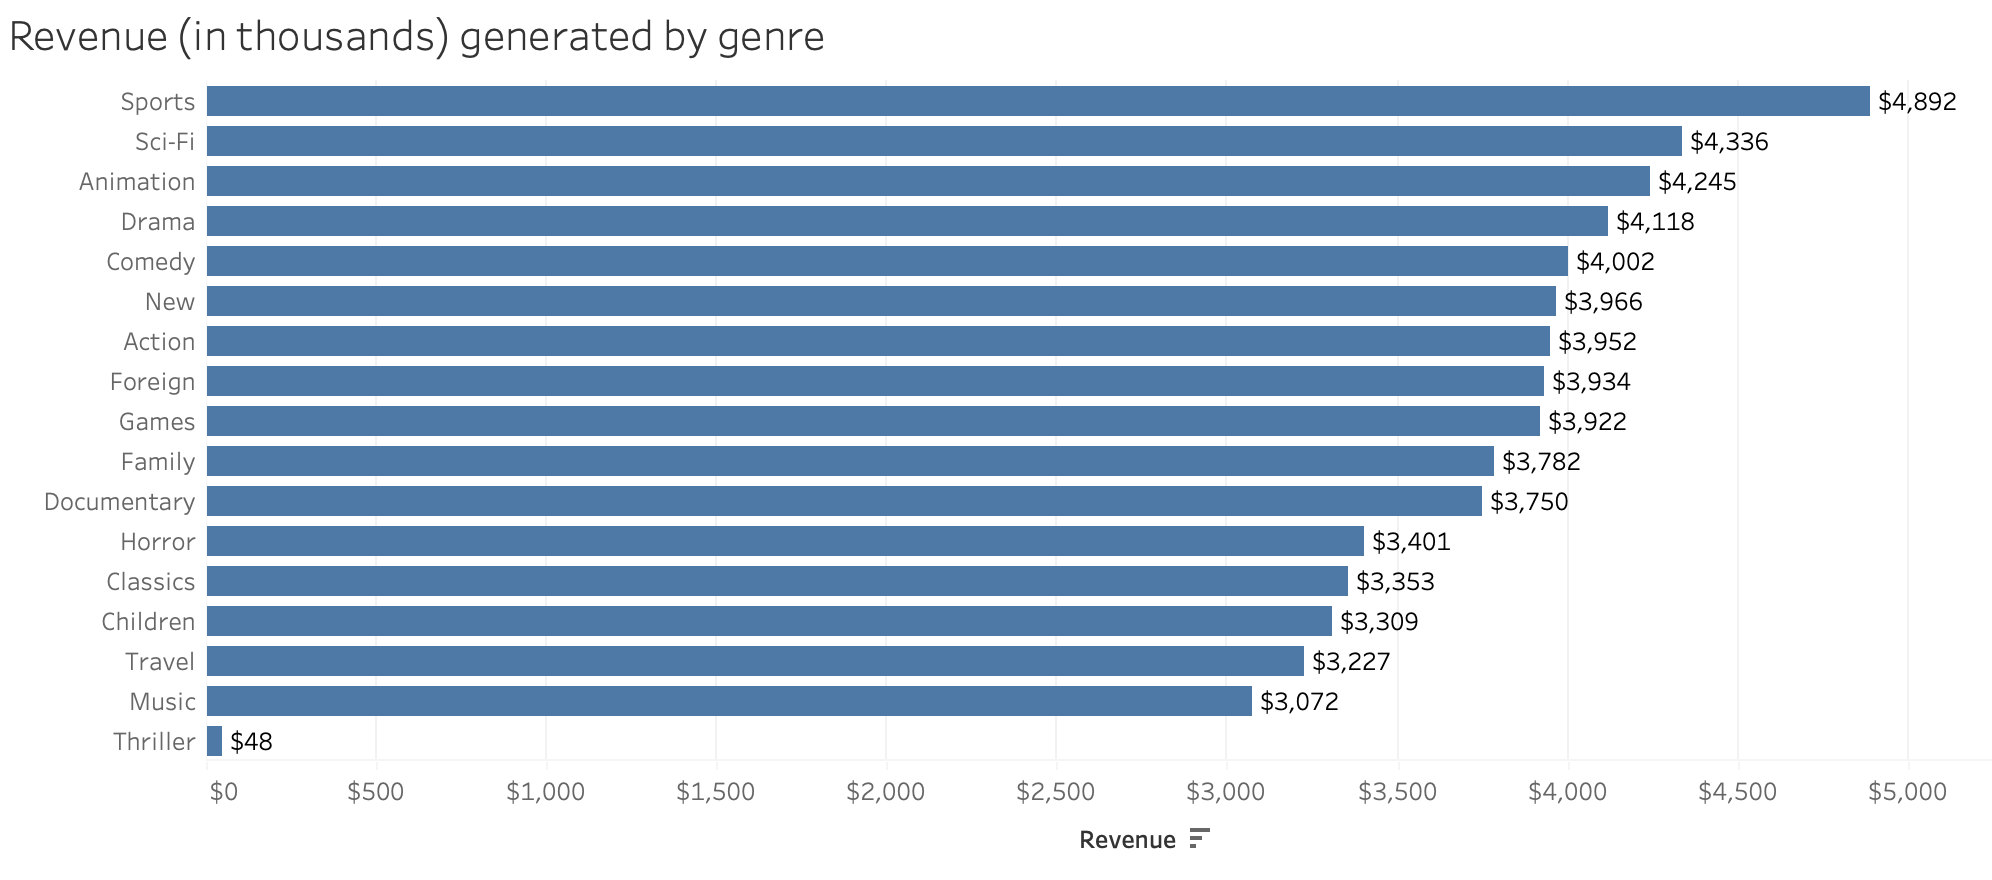 Revenue (in thousands) generated by genre
Sports $4,892
Sci-Fi $4,336
Animation $4,245
Drama $4,118
Comedy $4,002
New $3,966
Action $3,952
Foreign $3,934
Games $3,922
Family $3,782
Documentary $3,750
Horror $3,401
Classics $3,353
Children $3,309
Travel $3,227
Music $3,072
Thriller $48
$0 $500 $1,000 $1,500 $2,000 $2,500 $3,000 $3,500 $4,000 $4,500 $5,000
Revenue